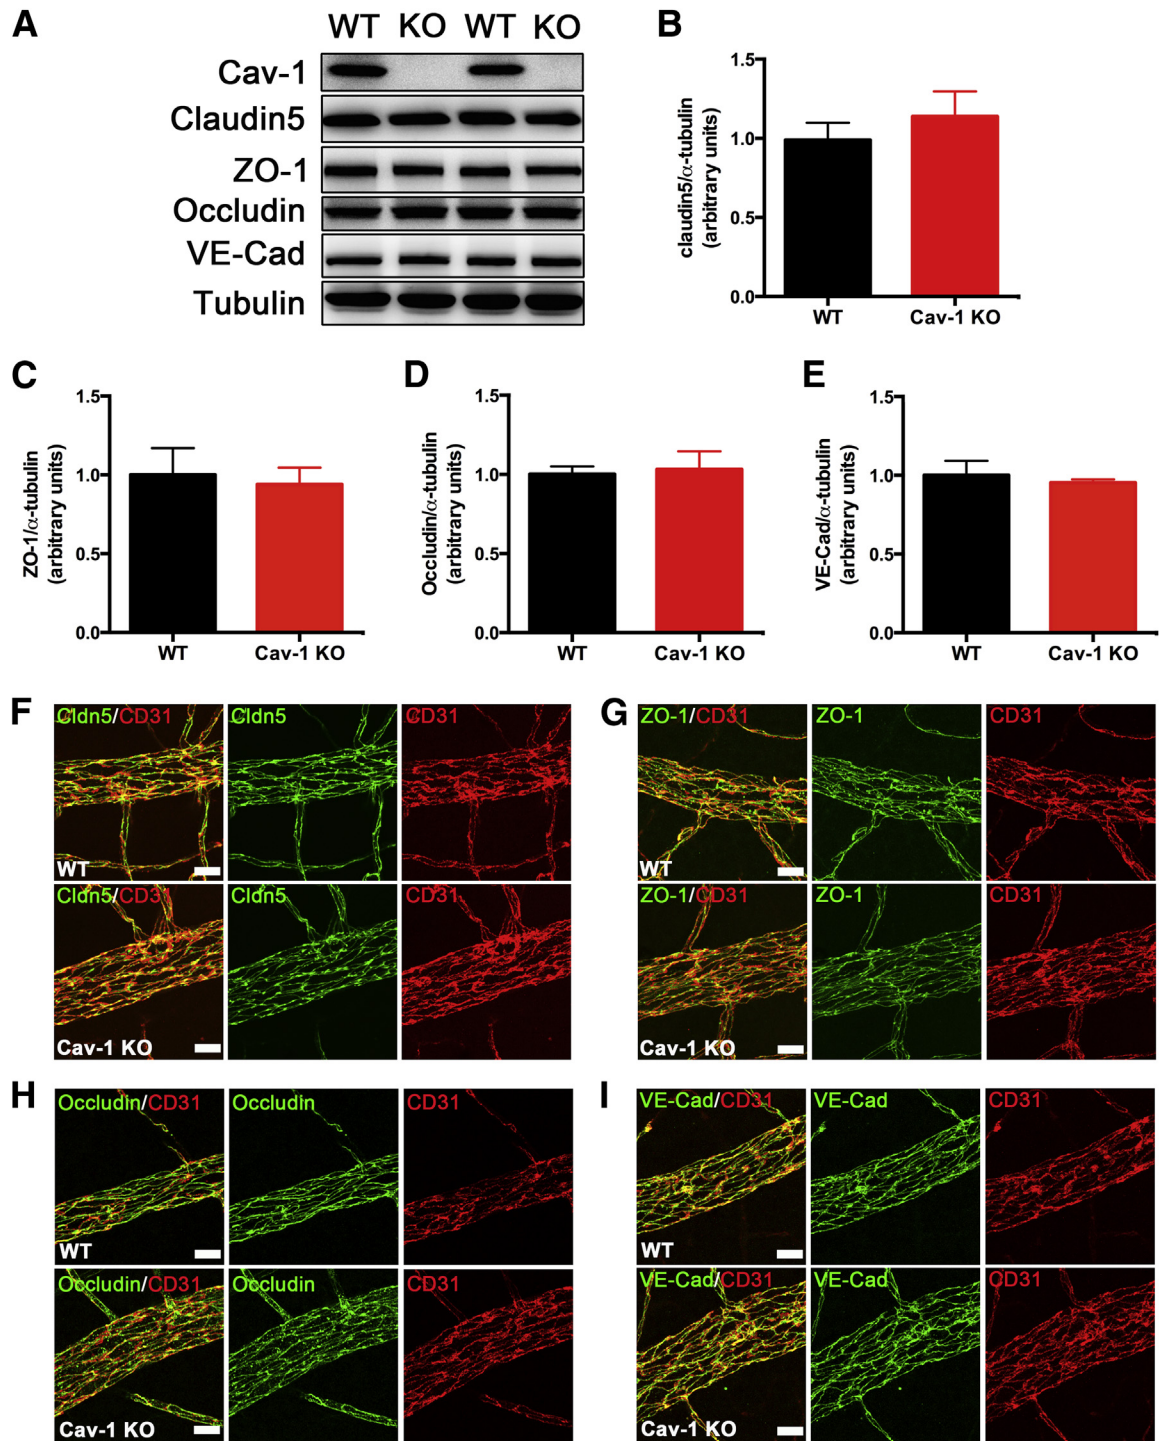 A
WT KO WT KO
Cav-1
Claudin5
ZO-1
Occludin
VE-Cad
Tubulin
B
claudin5/α-tubulin
(arbitrary units)
1.5
1.0
0.5
0.0
WT Cav-1 KO
C
ZO-1/α-tubulin
(arbitrary units)
1.5
1.0
0.5
0.0
WT Cav-1 KO
D
Occludin/α-tubulin
(arbitrary units)
1.5
1.0
0.5
0.0
WT Cav-1 KO
E
VE-Cad/α-tubulin
(arbitrary units)
1.5
1.0
0.5
0.0
WT Cav-1 KO
F
Cldn5/CD31 Cldn5 CD31
WT
Cldn5/CD31 Cldn5 CD31
Cav-1 KO
G
ZO-1/CD31 ZO-1 CD31
WT
ZO-1/CD31 ZO-1 CD31
Cav-1 KO
H
Occludin/CD31 Occludin CD31
WT
Occludin/CD31 Occludin CD31
Cav-1 KO
I
VE-Cad/CD31 VE-Cad CD31
WT
VE-Cad/CD31 VE-Cad CD31
Cav-1 KO